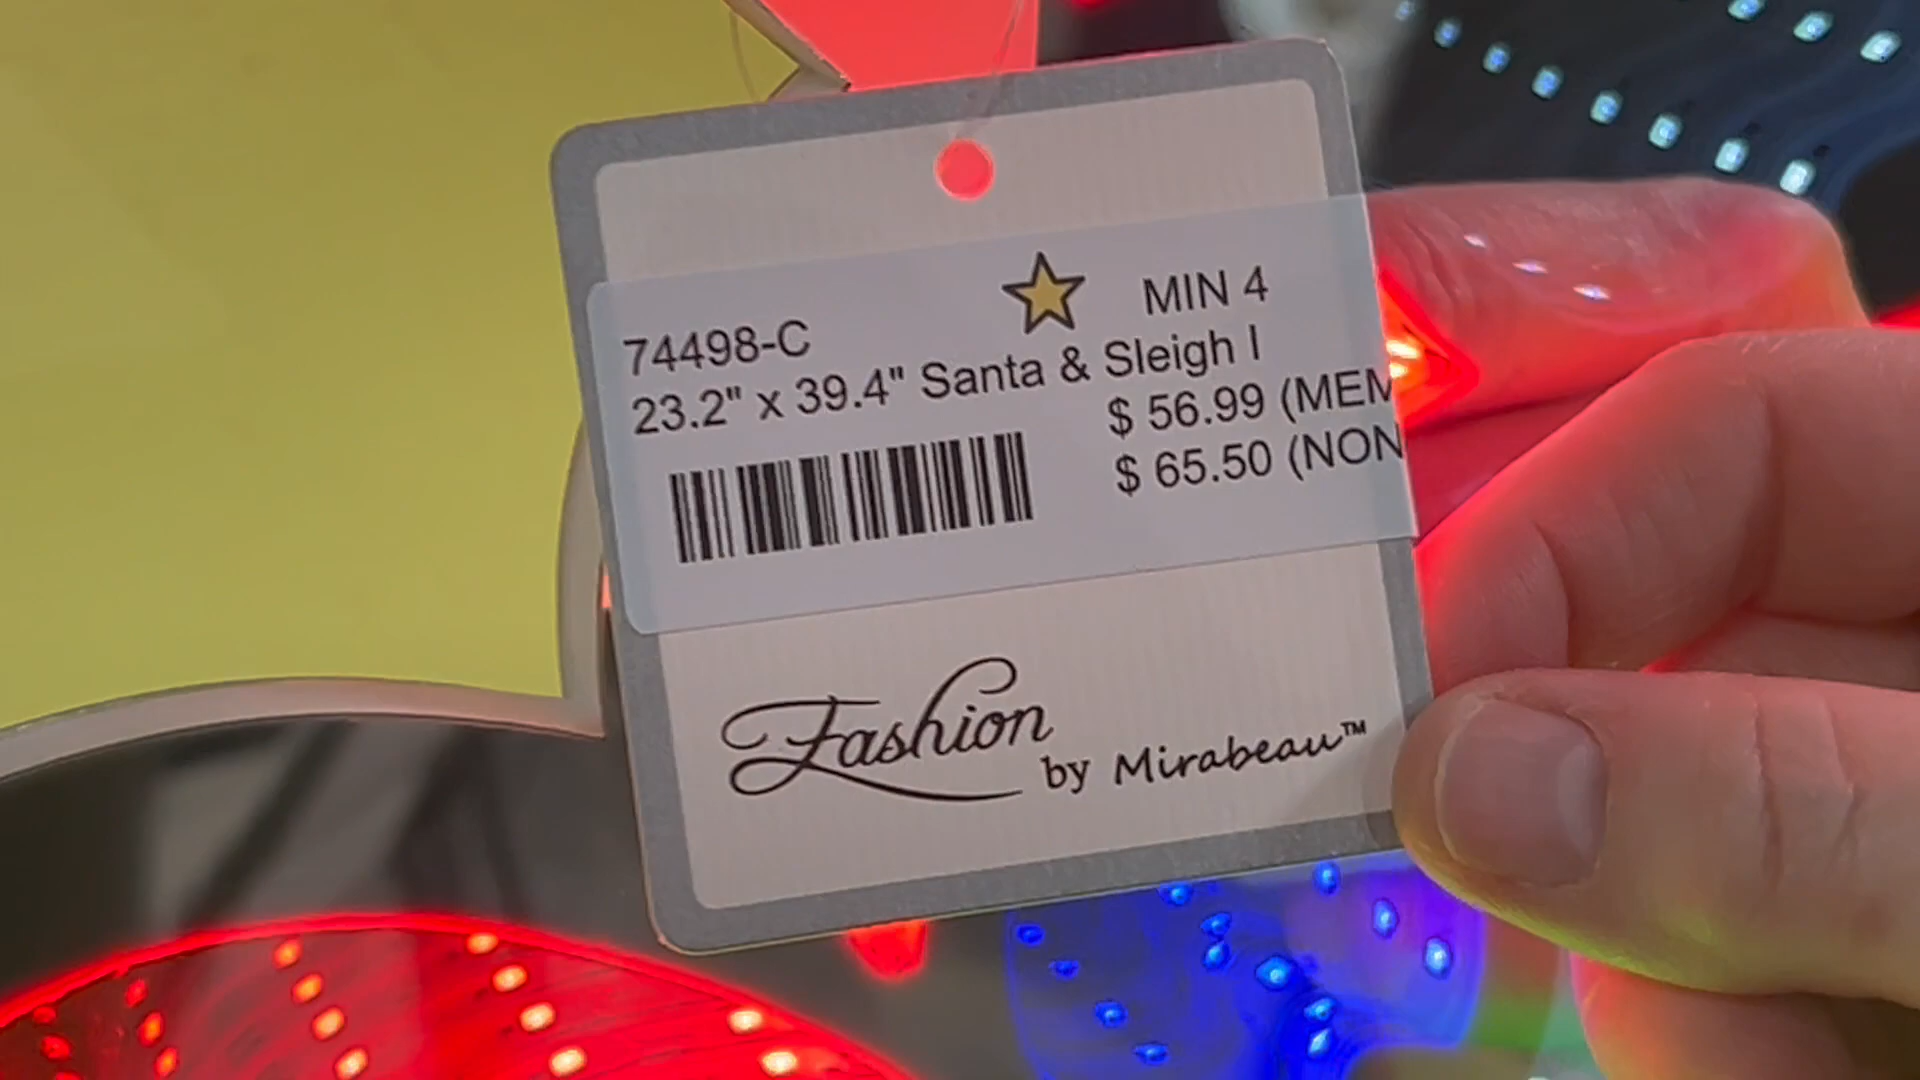 MIN 4
74498-C
23.2" x 39.4" Santa & Sleigh I
$ 56.99 (MEM
$ 65.50 (NON
Fashion
by Mirabeau™